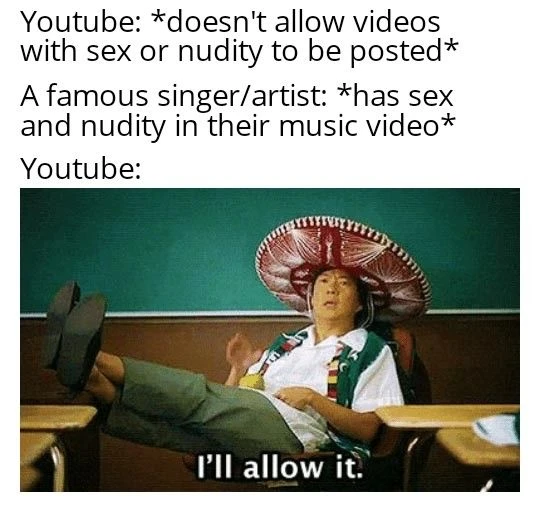 Youtube: *doesn't allow videos
with sex or nudity to be posted*
A famous singer/artist: *has sex
and nudity in their music video*
Youtube:
I'll allow it.